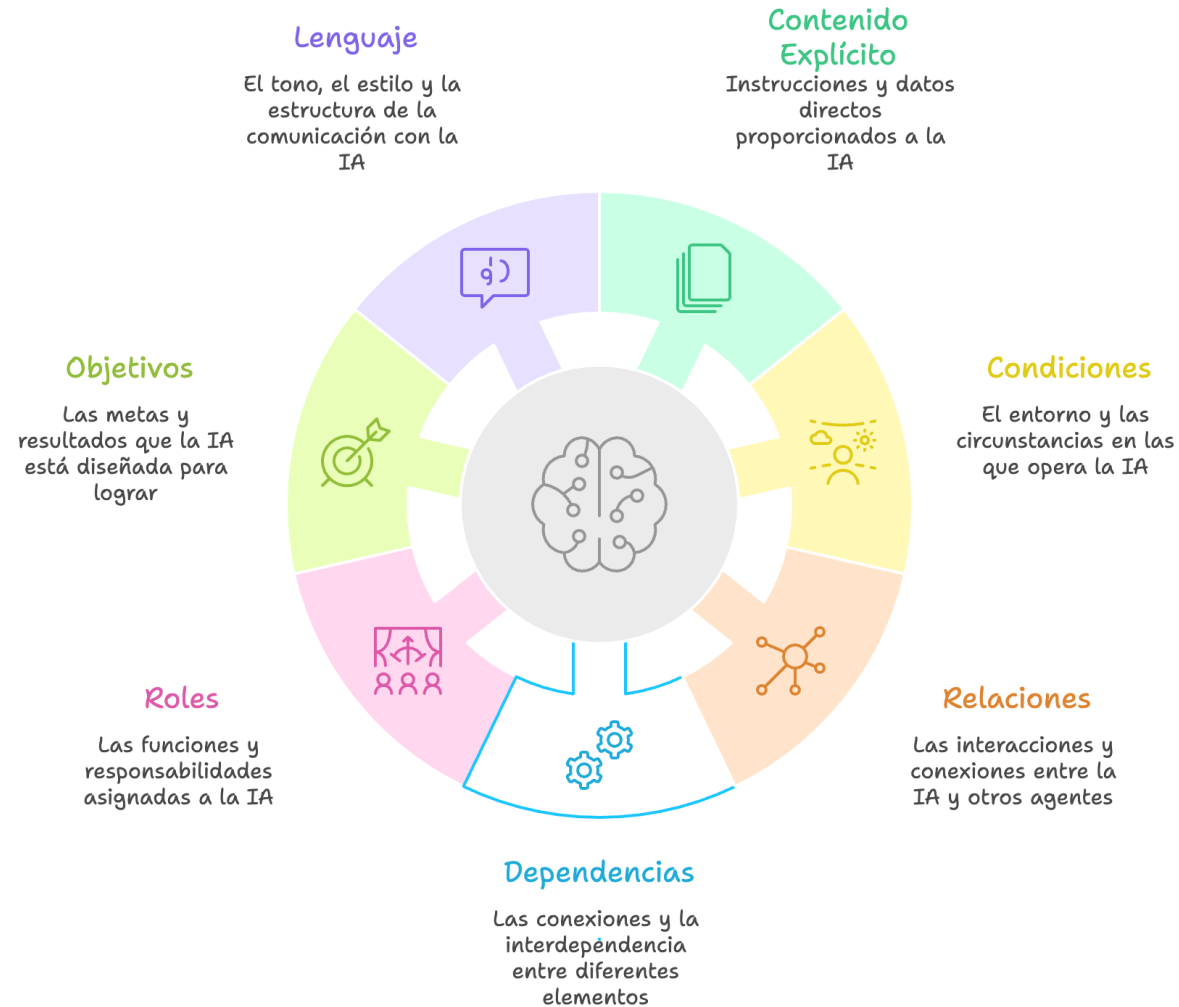 Lenguaje
El tono, el estilo y la
estructura de la
comunicación con la
IA
Contenido
Explícito
Instrucciones y datos
directos
proporcionados a la
IA
Objetivos
Las metas y
resultados que la IA
está diseñada para
lograr
Condiciones
El entorno y las
circunstancias en las
que opera la IA
Roles
Las funciones y
responsabilidades
asignadas a la IA
Relaciones
Las interacciones y
conexiones entre la
IA y otros agentes
Dependencias
Las conexiones y la
interdependencia
entre diferentes
elementos